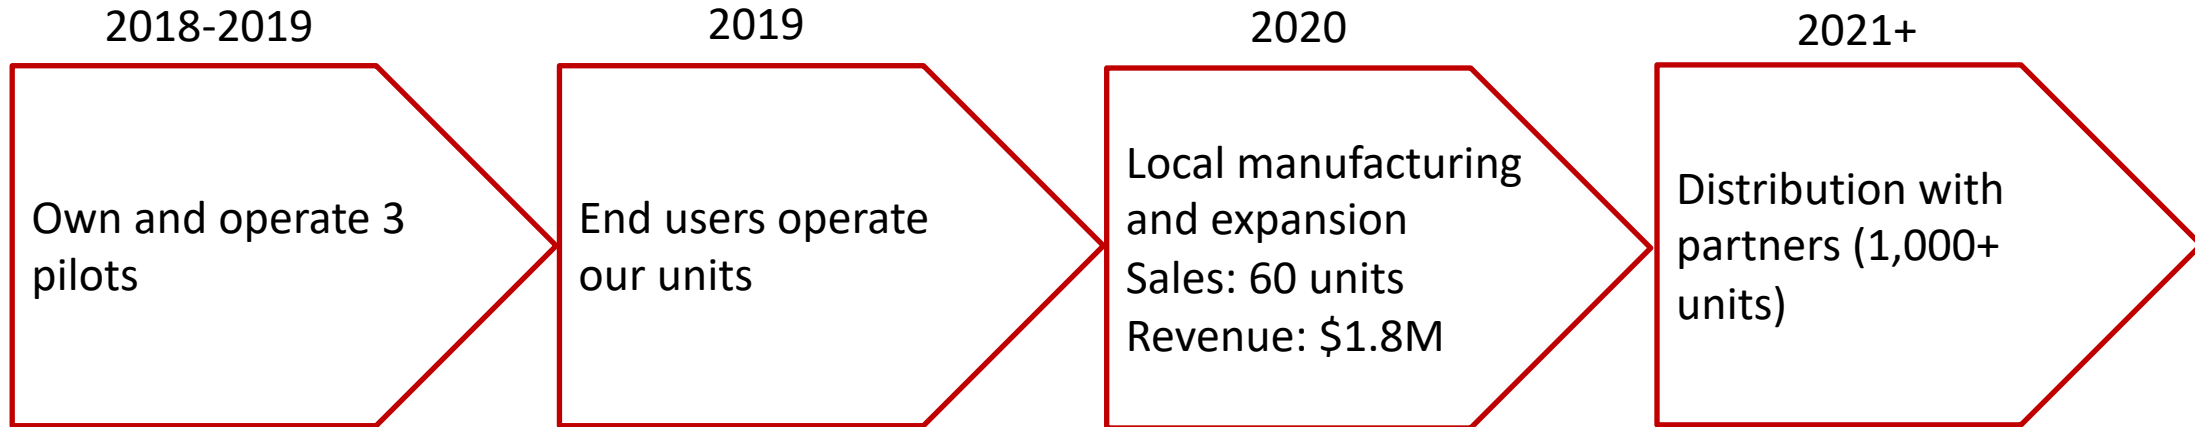 2018-2019
Own and operate 3
pilots
2019
End users operate
our units
2020
Local manufacturing
and expansion
Sales: 60 units
Revenue: $1.8M
2021+
Distribution with
partners (1,000+
units)